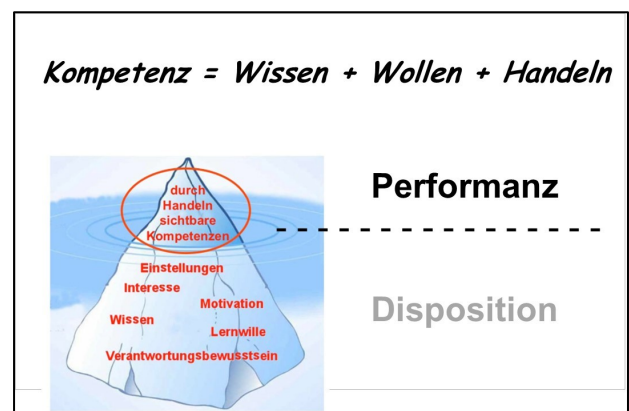 Kompetenz = Wissen + Wollen + Handeln
durch
Handeln
sichtbare
Kompetenzen
Performanz
Einstellungen
Interesse
Motivation
Wissen
Lernwille
Verantwortungsbewusstsein
Disposition